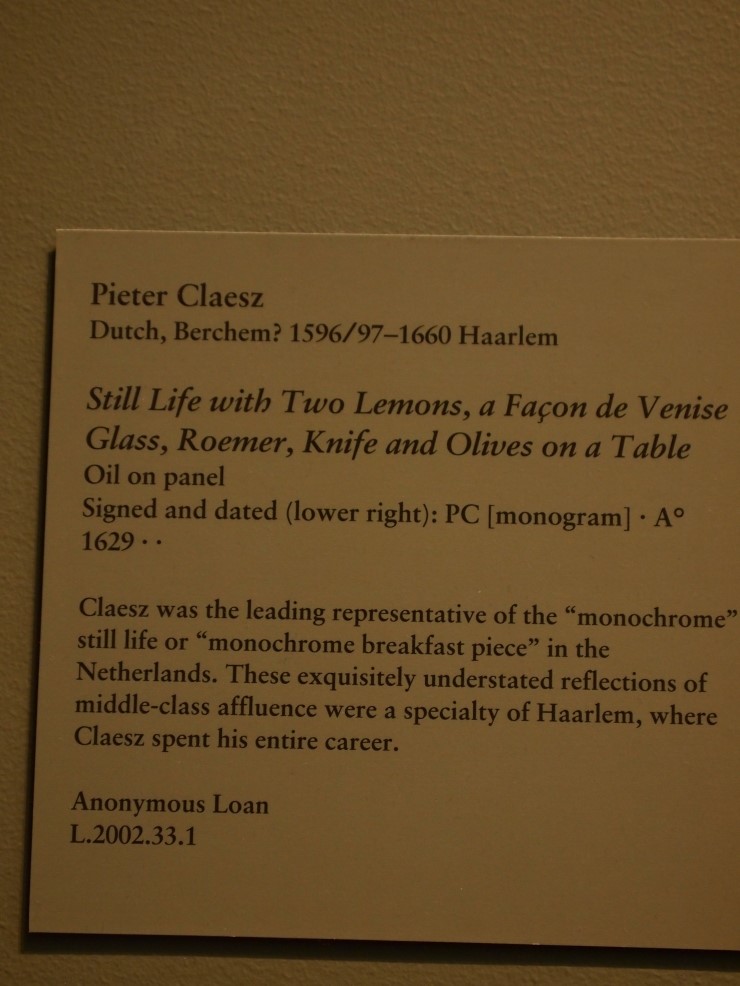 Pieter Claesz
Dutch, Berchem? 1596/97–1660 Haarlem
Still Life with Two Lemons, a Façon de Venise
Glass, Roemer, Knife and Olives on a Table
Oil on panel
Signed and dated (lower right): PC [monogram] · A°
1629 · ·
Claesz was the leading representative of the “monochrome”
still life or “monochrome breakfast piece” in the
Netherlands. These exquisitely understated reflections of
middle-class affluence were a specialty of Haarlem, where
Claesz spent his entire career.
Anonymous Loan
L.2002.33.1